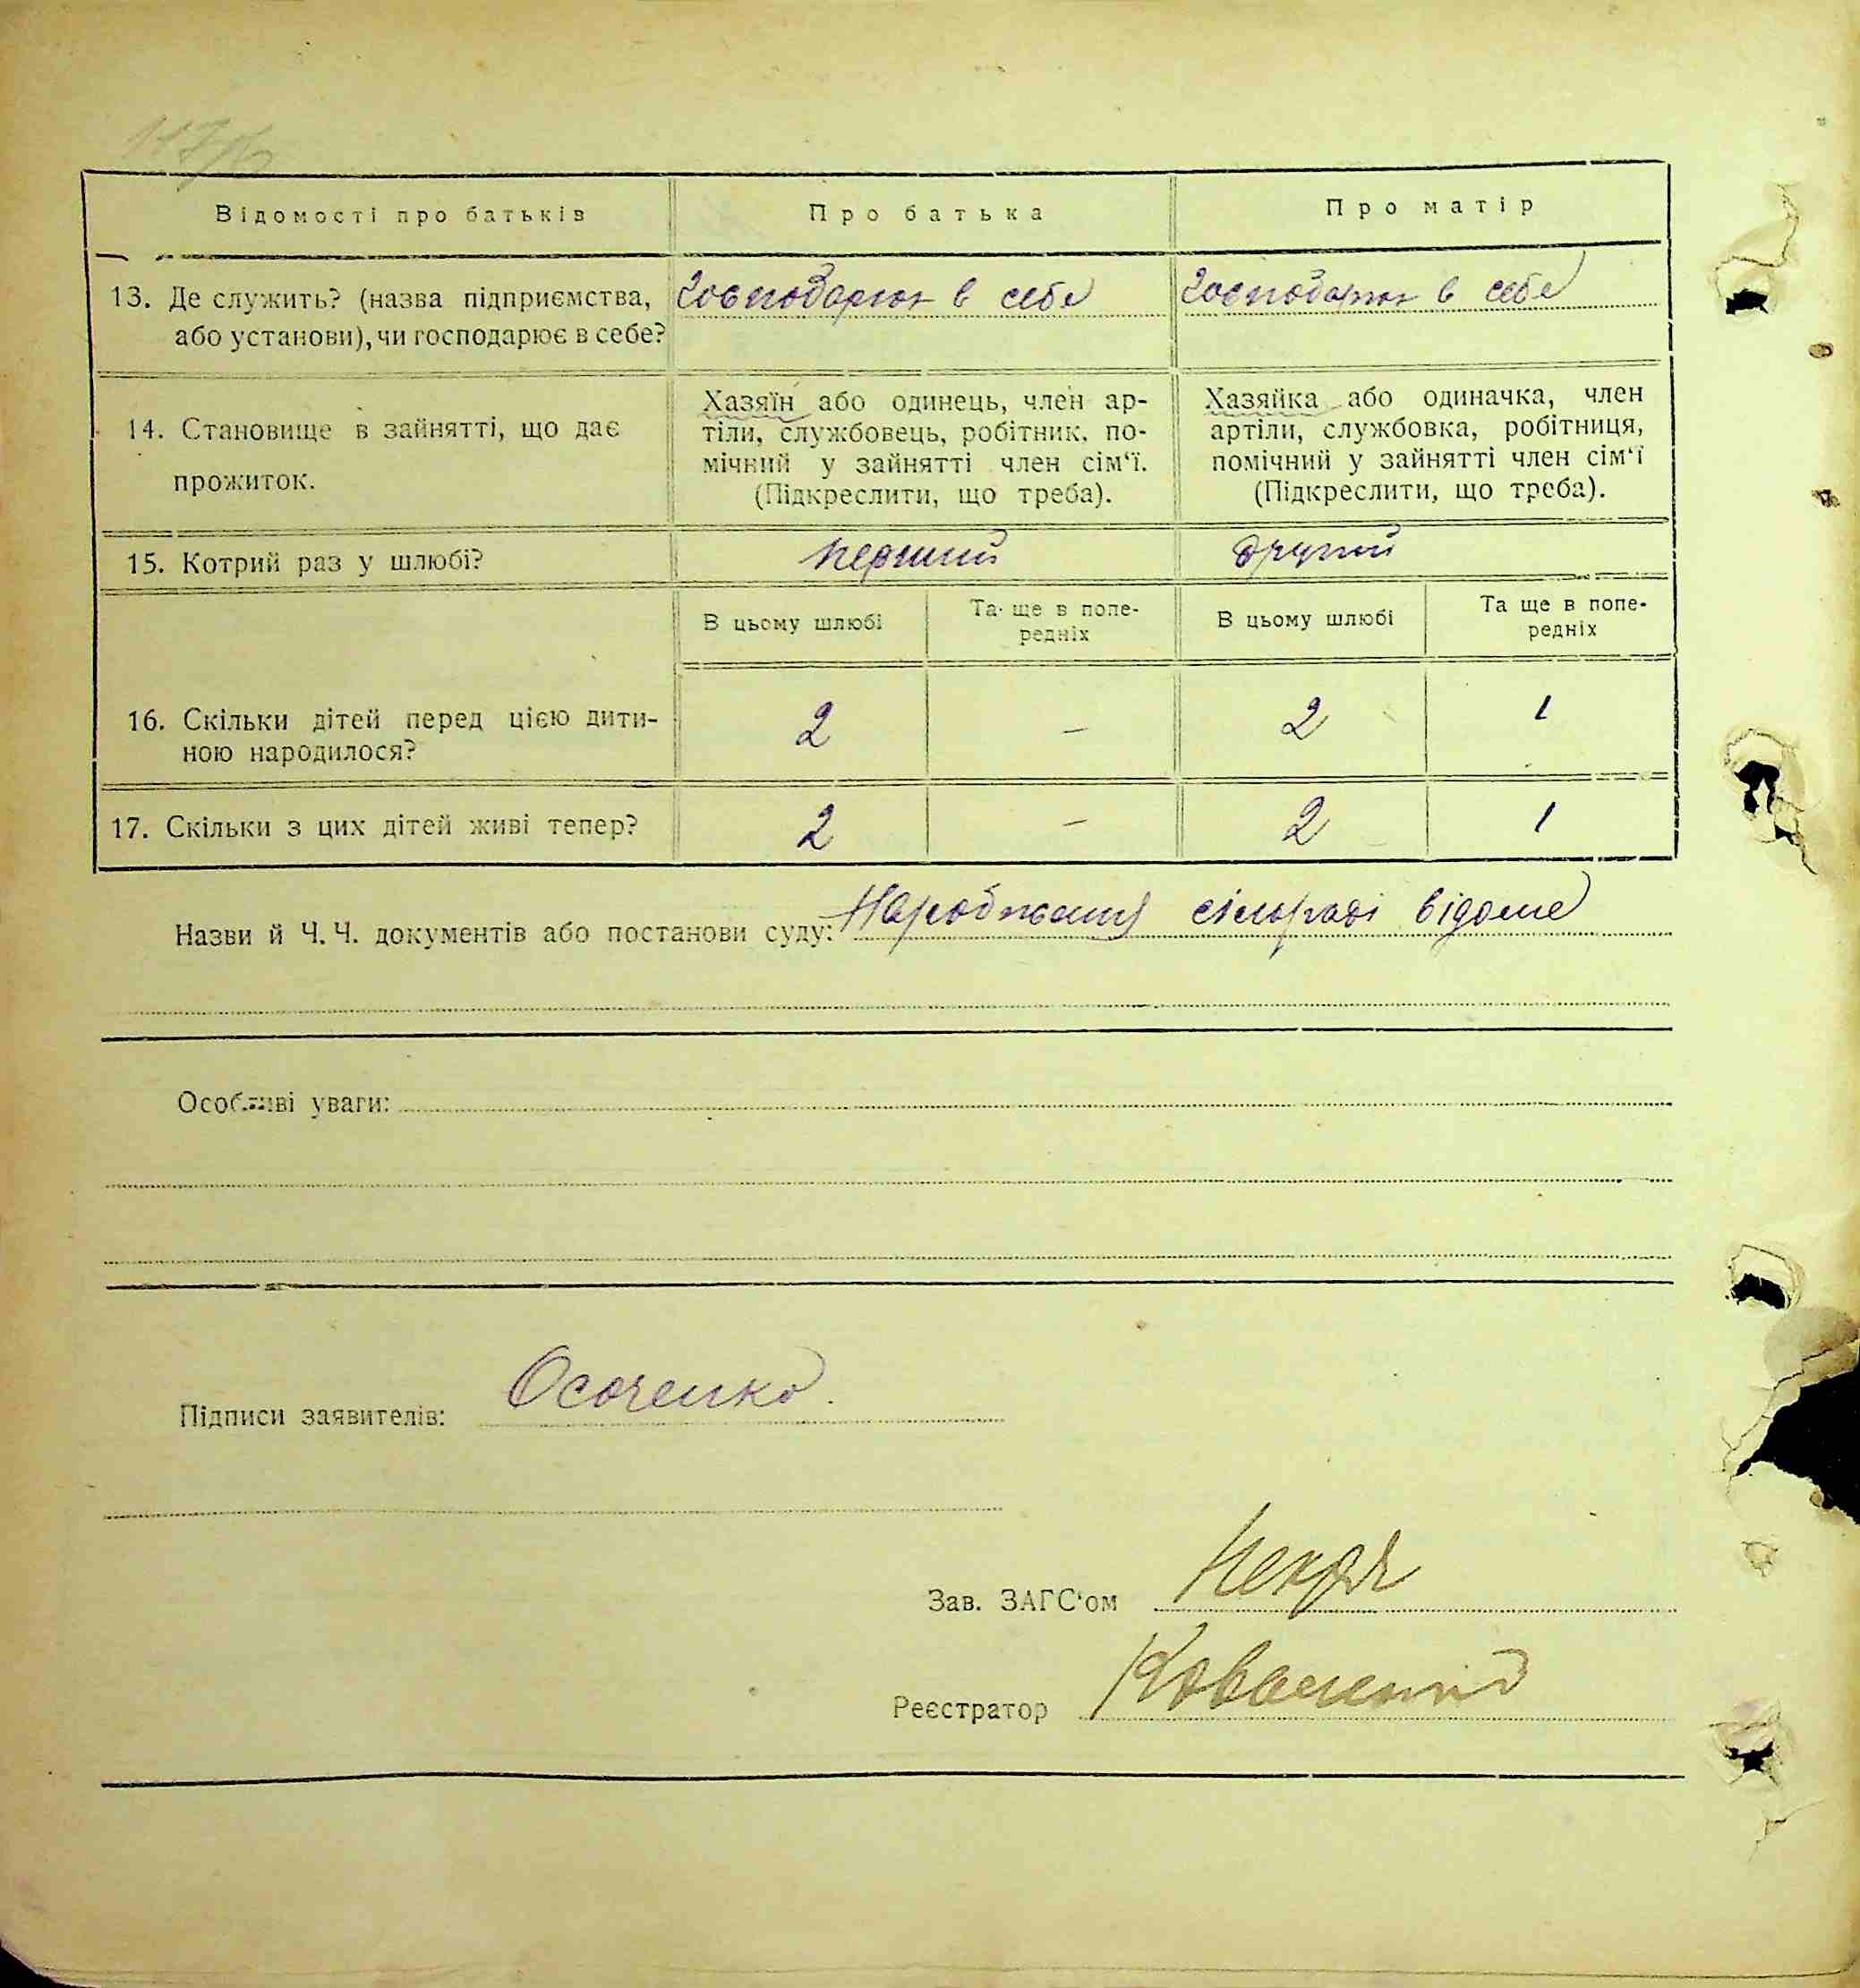 Відомості про батьків Про батька Про матір
13. Де служить? (назва підприємства, або установи), чи господарює в себе?
господарює в себе
господарює в себе
14. Становище в зайнятті, що дає прожиток.
Хазяїн або одинець, член ар-
тіли, службовець, робітник, по-
мічний у зайнятті член сім‘ї.
(Підкреслити, що треба).
Хазяйка або одиначка, член
артіли, службовка, робітниця,
помічний у зайнятті член сім‘ї
(Підкреслити, що треба).
15. Котрий раз у шлюбі? перший другий
В цьому шлюбі Та ще в попе-
редніх В цьому шлюбі Та ще в попе-
редніх
16. Скільки дітей перед цією дити-
ною народилося? 2 — 2 1
17. Скільки з цих дітей живі тепер? 2 — 2 1
Назви й Ч. Ч. документів або постанови суду: Народження сільраді відоме
Особливі уваги:
Підписи заявителів: Осоченко
Зав. ЗАГС‘ом
Реєстратор